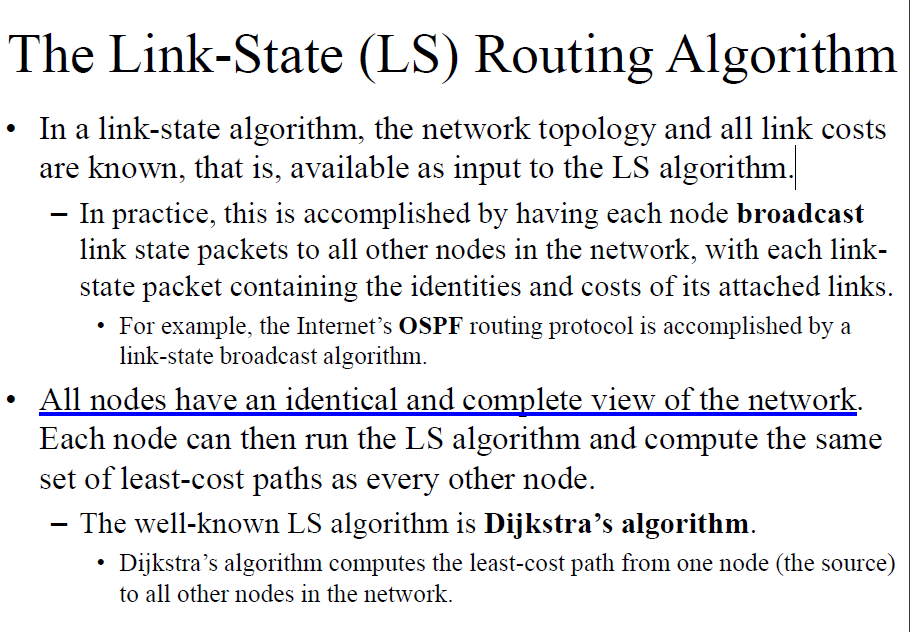 The Link-State (LS) Routing Algorithm
• In a link-state algorithm, the network topology and all link costs
are known, that is, available as input to the LS algorithm.
– In practice, this is accomplished by having each node broadcast
link state packets to all other nodes in the network, with each link-
state packet containing the identities and costs of its attached links.
• For example, the Internet’s OSPF routing protocol is accomplished by a
link-state broadcast algorithm.
• All nodes have an identical and complete view of the network.
Each node can then run the LS algorithm and compute the same
set of least-cost paths as every other node.
– The well-known LS algorithm is Dijkstra’s algorithm.
• Dijkstra’s algorithm computes the least-cost path from one node (the source)
to all other nodes in the network.